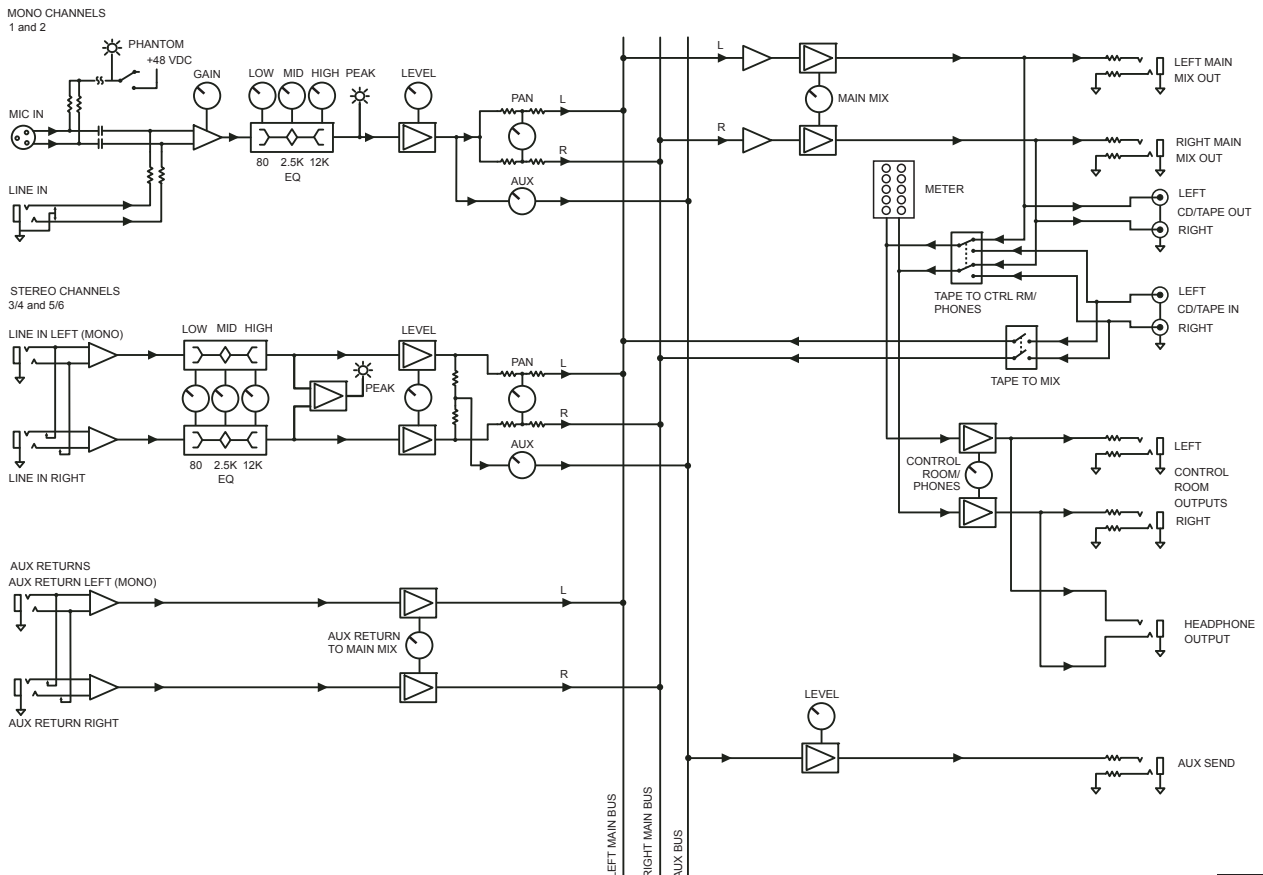 MONO CHANNELS
1 and 2
PHANTOM
+48 VDC
GAIN
LOW MID HIGH PEAK
LEVEL
MIC IN
80 2.5K 12K
EQ
PAN
L
R
AUX
LINE IN
STEREO CHANNELS
3/4 and 5/6
LINE IN LEFT (MONO)
LOW MID HIGH
LEVEL
PEAK
PAN
L
R
AUX
80 2.5K 12K
EQ
LINE IN RIGHT
AUX RETURNS
AUX RETURN LEFT (MONO)
L
AUX RETURN
TO MAIN MIX
R
AUX RETURN RIGHT
LEFT MAIN BUS
RIGHT MAIN BUS
AUX BUS
L
MAIN MIX
R
LEFT MAIN
MIX OUT
RIGHT MAIN
MIX OUT
METER
LEFT
CD/TAPE OUT
RIGHT
TAPE TO CTRL RM/
PHONES
LEFT
CD/TAPE IN
RIGHT
TAPE TO MIX
CONTROL
ROOM/
PHONES
LEFT
CONTROL
ROOM
OUTPUTS
RIGHT
HEADPHONE
OUTPUT
LEVEL
AUX SEND